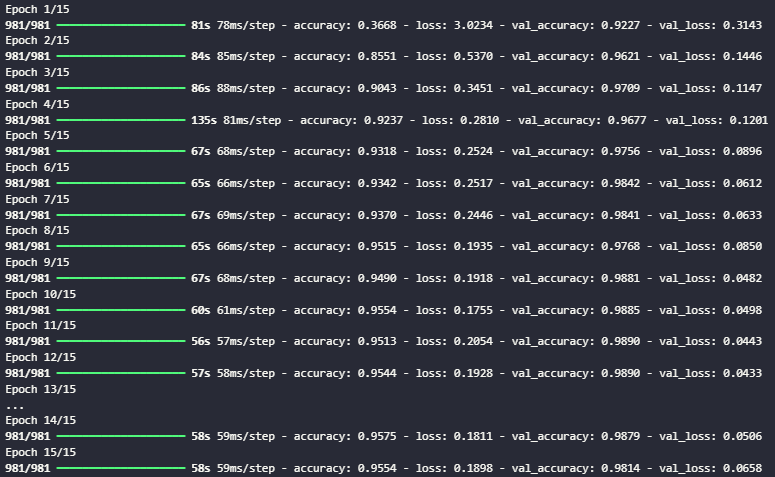 Epoch 1/15
981/981 ━━━━━━━━━━━━━━━━━━━━ 81s 78ms/step - accuracy: 0.3668 - loss: 3.0234 - val_accuracy: 0.9227 - val_loss: 0.3143
Epoch 2/15
981/981 ━━━━━━━━━━━━━━━━━━━━ 84s 85ms/step - accuracy: 0.8551 - loss: 0.5370 - val_accuracy: 0.9621 - val_loss: 0.1446
Epoch 3/15
981/981 ━━━━━━━━━━━━━━━━━━━━ 86s 88ms/step - accuracy: 0.9043 - loss: 0.3451 - val_accuracy: 0.9709 - val_loss: 0.1147
Epoch 4/15
981/981 ━━━━━━━━━━━━━━━━━━━━ 135s 81ms/step - accuracy: 0.9237 - loss: 0.2810 - val_accuracy: 0.9677 - val_loss: 0.1201
Epoch 5/15
981/981 ━━━━━━━━━━━━━━━━━━━━ 67s 68ms/step - accuracy: 0.9318 - loss: 0.2524 - val_accuracy: 0.9756 - val_loss: 0.0896
Epoch 6/15
981/981 ━━━━━━━━━━━━━━━━━━━━ 65s 66ms/step - accuracy: 0.9342 - loss: 0.2517 - val_accuracy: 0.9842 - val_loss: 0.0612
Epoch 7/15
981/981 ━━━━━━━━━━━━━━━━━━━━ 67s 69ms/step - accuracy: 0.9370 - loss: 0.2446 - val_accuracy: 0.9841 - val_loss: 0.0633
Epoch 8/15
981/981 ━━━━━━━━━━━━━━━━━━━━ 65s 66ms/step - accuracy: 0.9515 - loss: 0.1935 - val_accuracy: 0.9768 - val_loss: 0.0850
Epoch 9/15
981/981 ━━━━━━━━━━━━━━━━━━━━ 67s 68ms/step - accuracy: 0.9490 - loss: 0.1918 - val_accuracy: 0.9881 - val_loss: 0.0482
Epoch 10/15
981/981 ━━━━━━━━━━━━━━━━━━━━ 60s 61ms/step - accuracy: 0.9554 - loss: 0.1755 - val_accuracy: 0.9885 - val_loss: 0.0498
Epoch 11/15
981/981 ━━━━━━━━━━━━━━━━━━━━ 56s 57ms/step - accuracy: 0.9513 - loss: 0.2054 - val_accuracy: 0.9890 - val_loss: 0.0443
Epoch 12/15
981/981 ━━━━━━━━━━━━━━━━━━━━ 57s 58ms/step - accuracy: 0.9544 - loss: 0.1928 - val_accuracy: 0.9890 - val_loss: 0.0433
Epoch 13/15
...
Epoch 14/15
981/981 ━━━━━━━━━━━━━━━━━━━━ 58s 59ms/step - accuracy: 0.9575 - loss: 0.1811 - val_accuracy: 0.9879 - val_loss: 0.0506
Epoch 15/15
981/981 ━━━━━━━━━━━━━━━━━━━━ 58s 59ms/step - accuracy: 0.9554 - loss: 0.1898 - val_accuracy: 0.9814 - val_loss: 0.0658